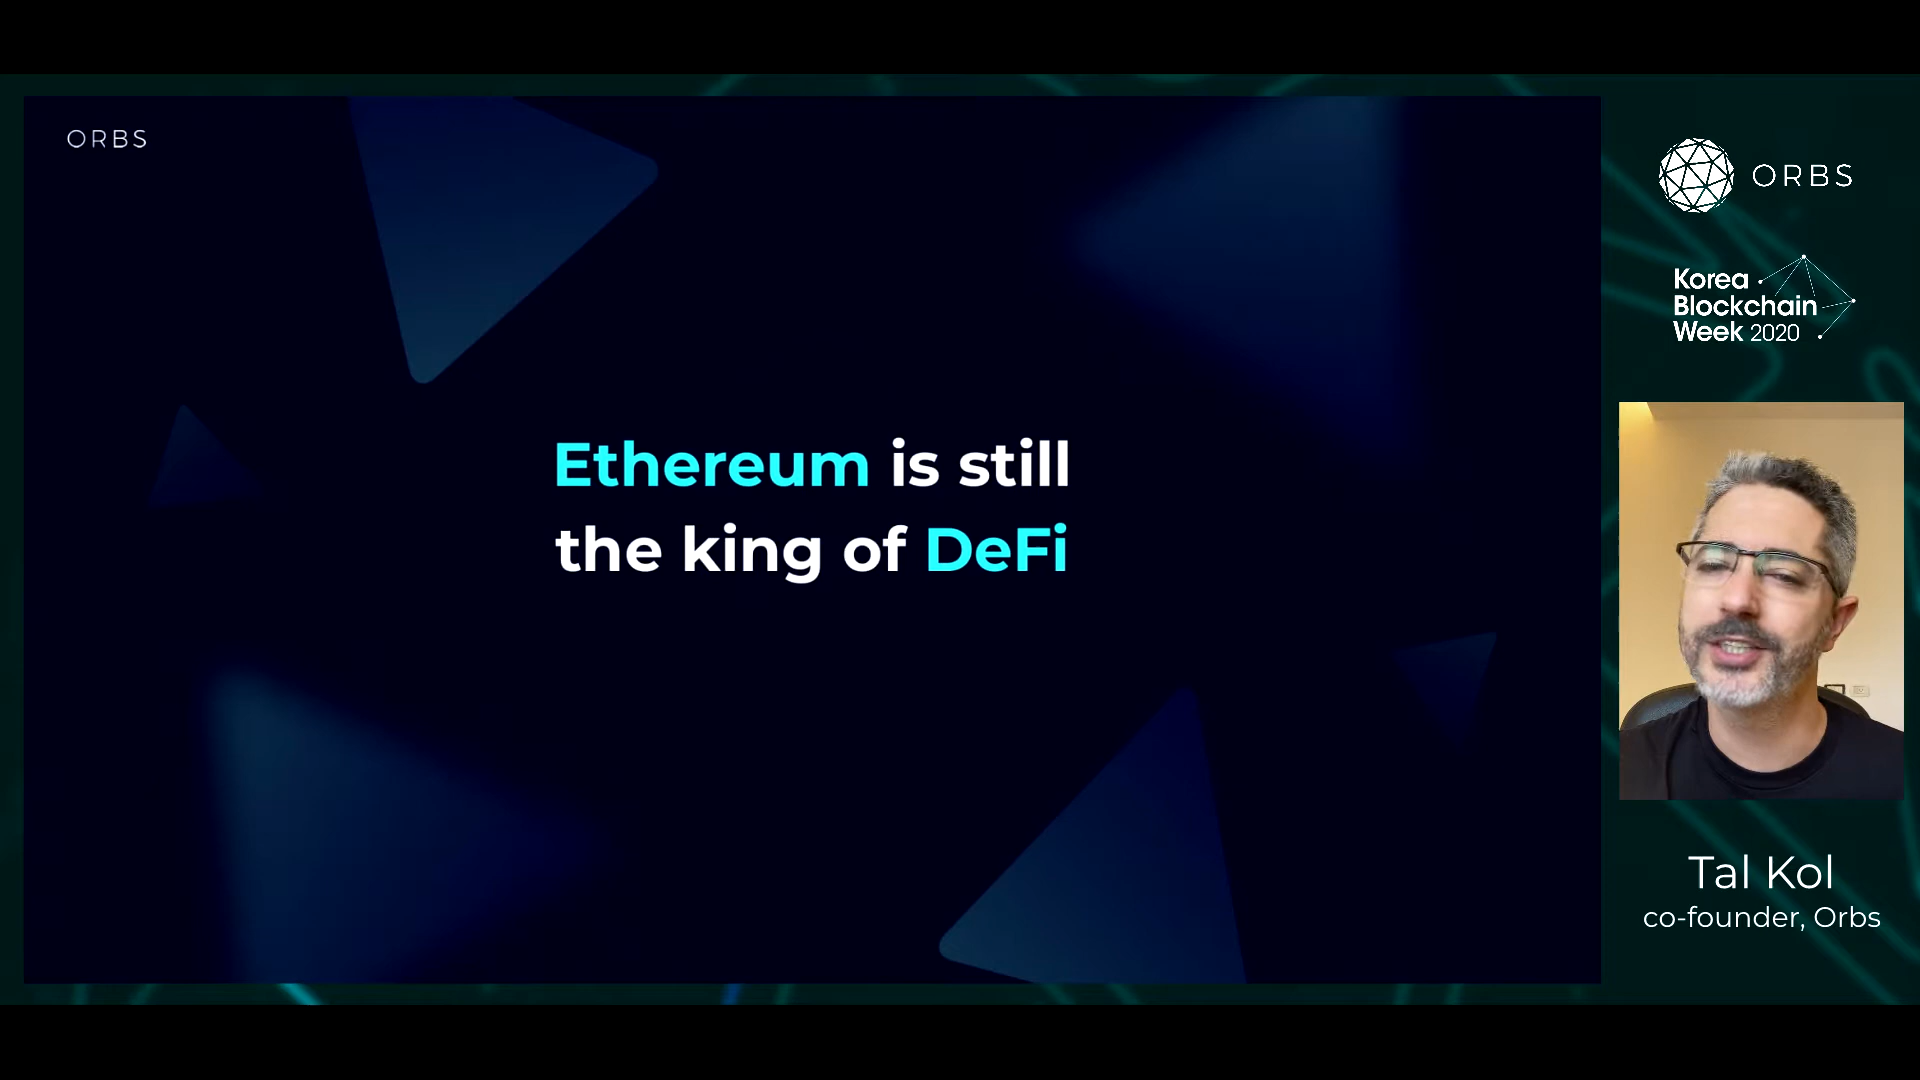 ORBS
Ethereum is still
the king of DeFi
ORBS
Korea
Blockchain
Week 2020
Tal Kol
co-founder, Orbs